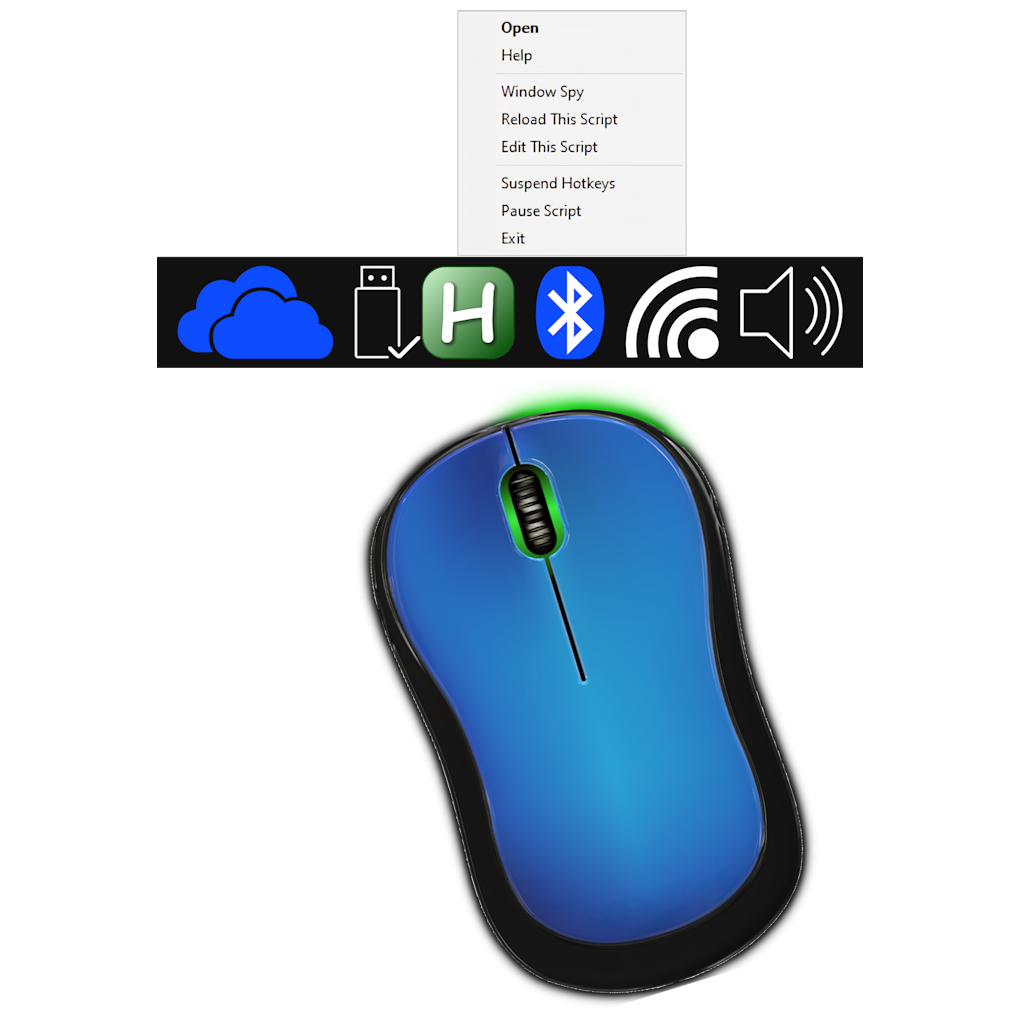 Open
Help
Window Spy
Reload This Script
Edit This Script
Suspend Hotkeys
Pause Script
Exit
H